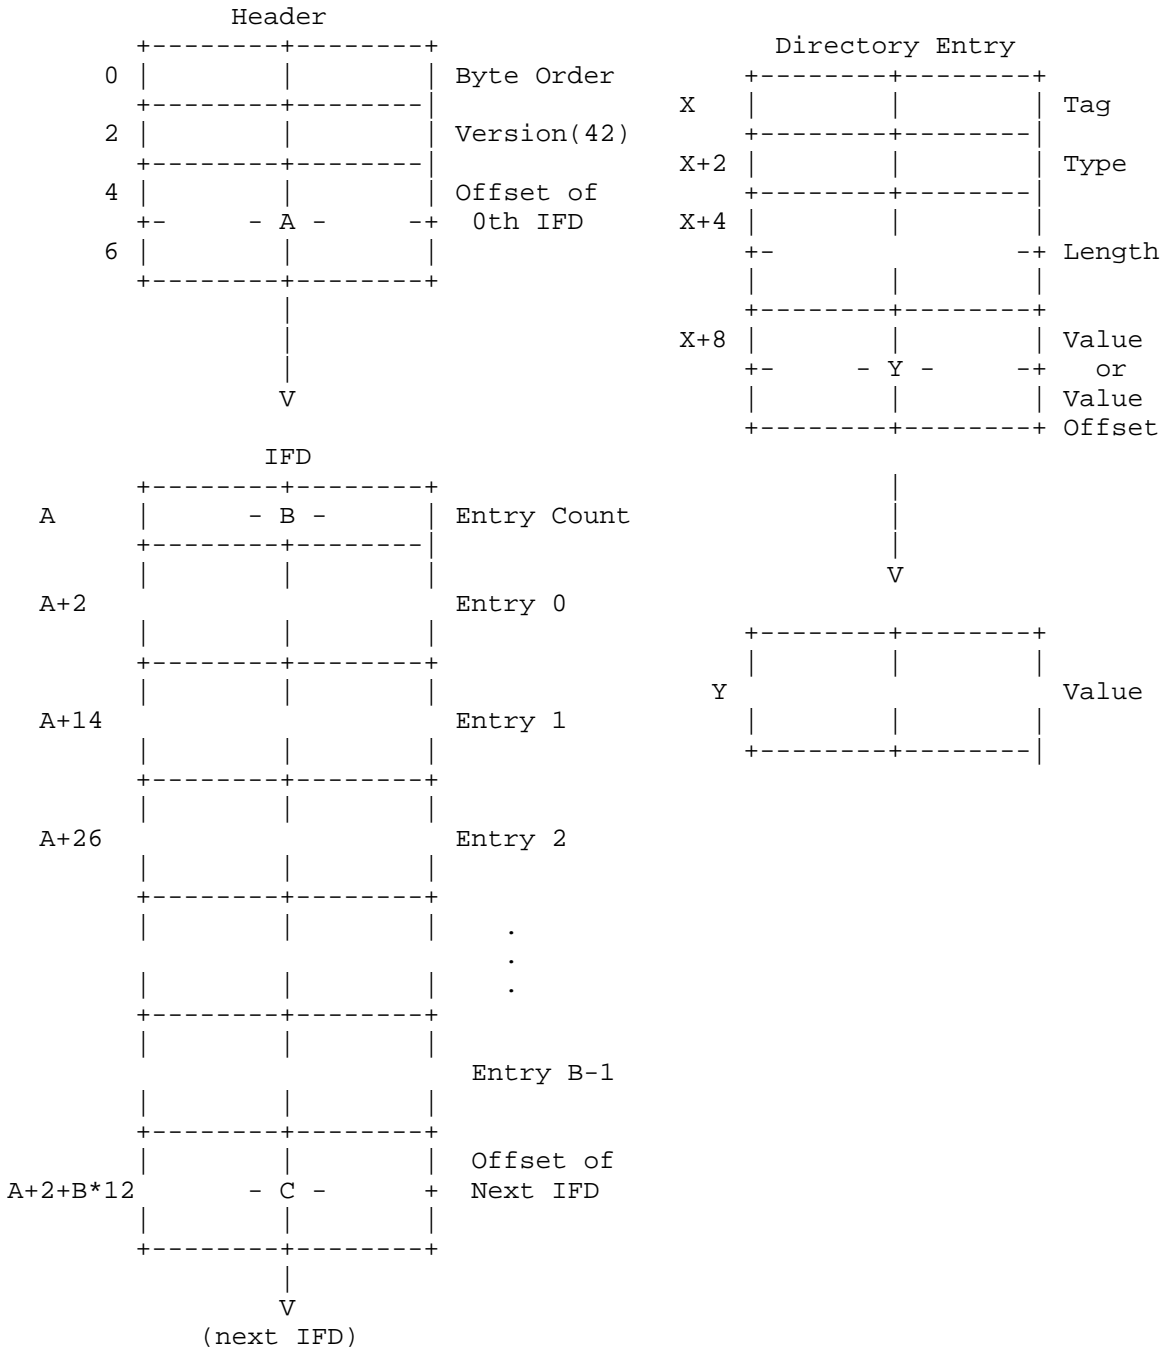 Header
0 Byte Order
2 Version(42)
4 Offset of
- A - 0th IFD
6
V
IFD
A - B - Entry Count
A+2 Entry 0
A+14 Entry 1
A+26 Entry 2
.
.
.
Entry B-1
Offset of
A+2+B*12 - C - Next IFD
V
(next IFD)
Directory Entry
X Tag
X+2 Type
X+4
Length
X+8 Value
- Y - or
Value
Offset
V
Y Value